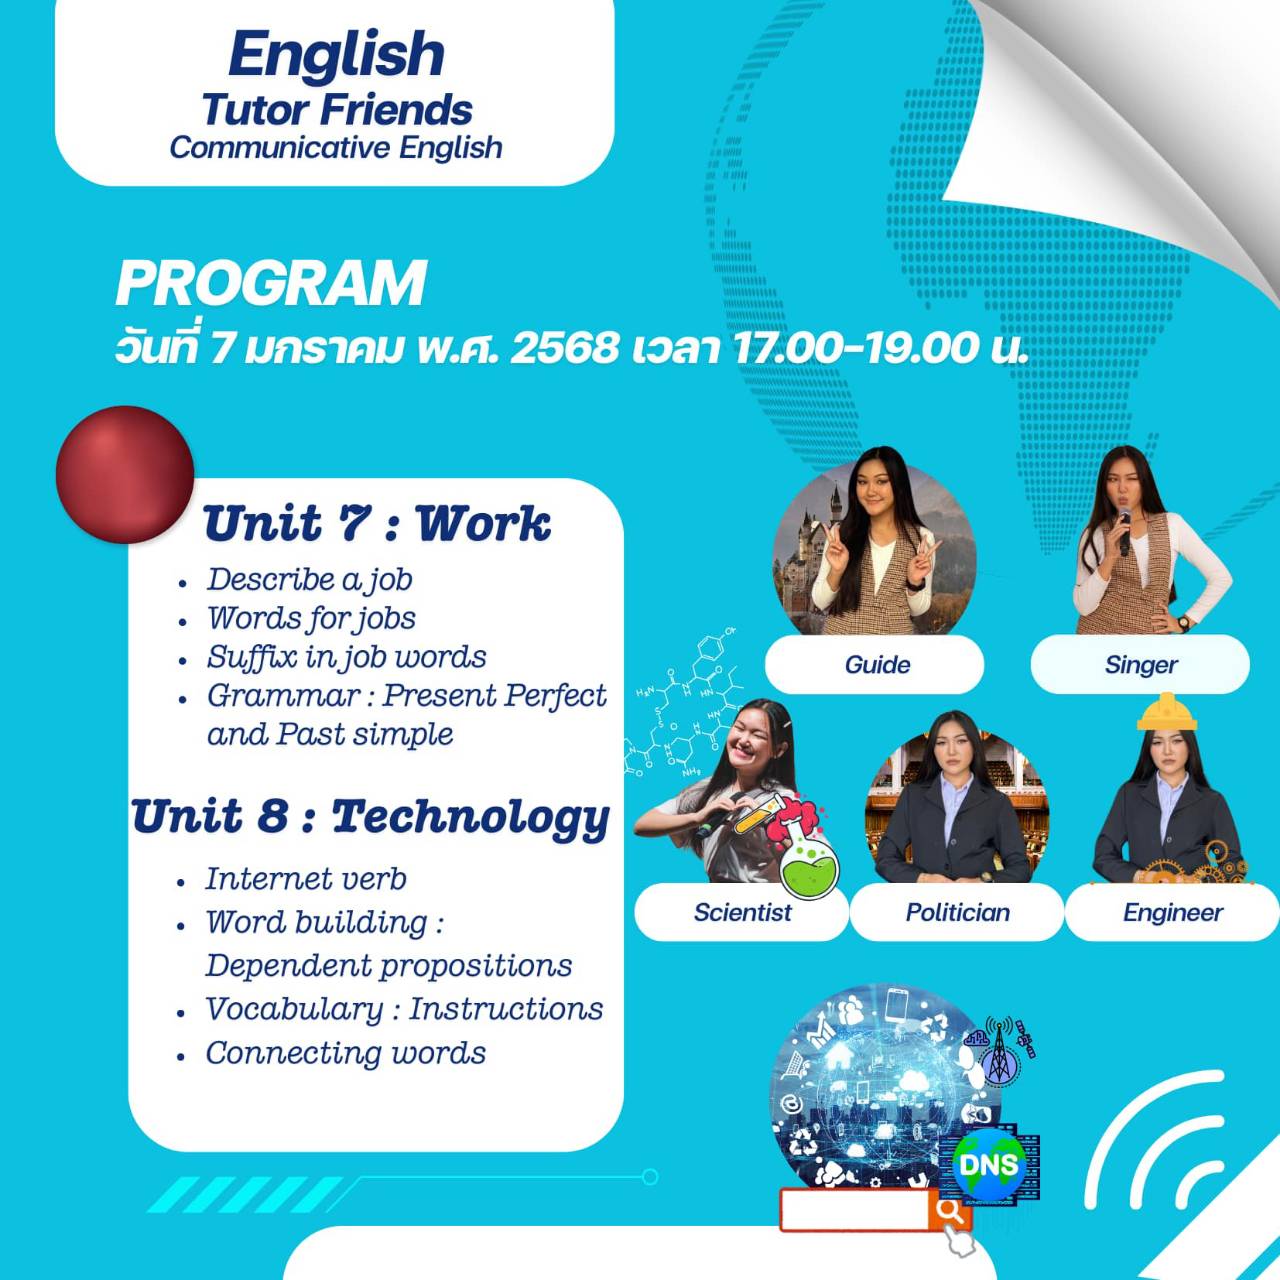 English
Tutor Friends
Communicative English
PROGRAM
วันที่ 7 มกราคม พ.ศ. 2568 เวลา 17.00-19.00 น.
Unit 7 : Work
• Describe a job
• Words for jobs
• Suffix in job words
• Grammar : Present Perfect
and Past simple
Unit 8 : Technology
• Internet verb
• Word building :
Dependent propositions
• Vocabulary : Instructions
• Connecting words
Guide
Singer
Scientist
Politician
Engineer
DNS